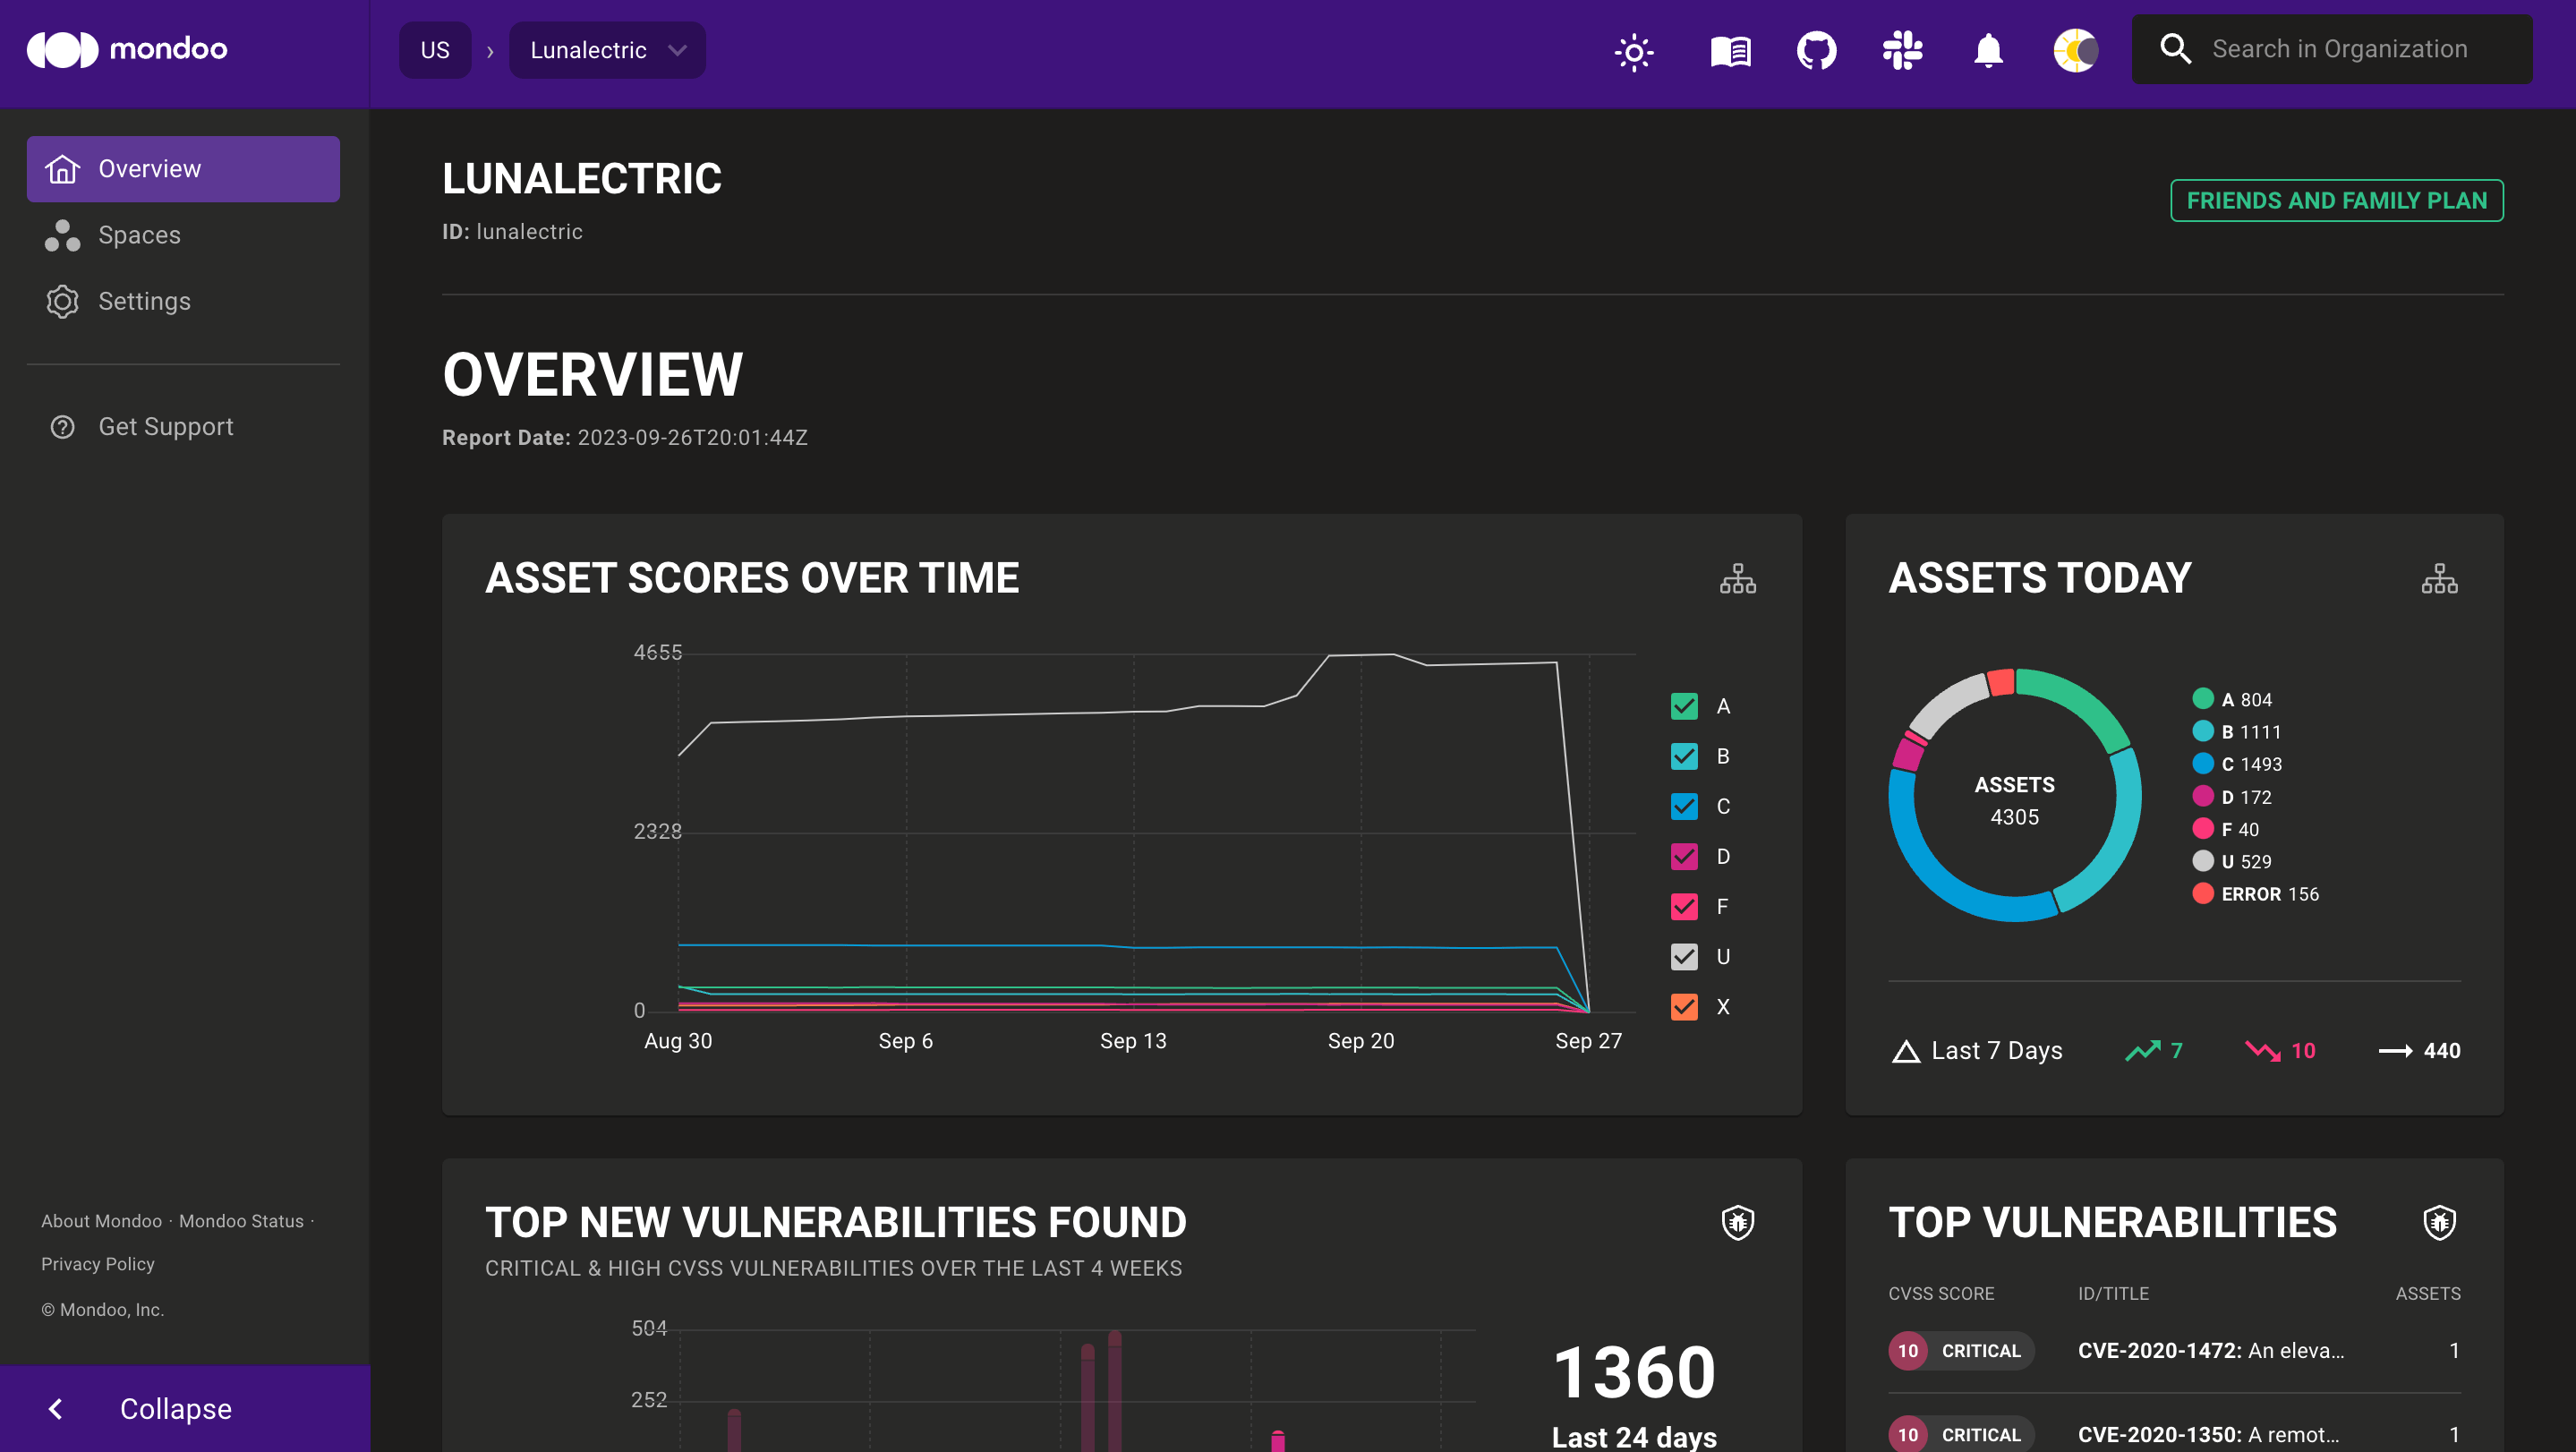 mondoo
US › Lunalectric
Search in Organization
Overview
Spaces
Settings
Get Support
About Mondoo · Mondoo Status ·
Privacy Policy
© Mondoo, Inc.
Collapse
LUNALECTRIC
ID: lunalectric
FRIENDS AND FAMILY PLAN
OVERVIEW
Report Date: 2023-09-26T20:01:44Z
ASSET SCORES OVER TIME
4655
2328
0
Aug 30 Sep 6 Sep 13 Sep 20 Sep 27
A
B
C
D
F
U
X
ASSETS TODAY
ASSETS
4305
A 804
B 1111
C 1493
D 172
F 40
U 529
ERROR 156
Last 7 Days 7 10 440
TOP NEW VULNERABILITIES FOUND
CRITICAL & HIGH CVSS VULNERABILITIES OVER THE LAST 4 WEEKS
504
252
1360
Last 24 days
TOP VULNERABILITIES
CVSS SCORE ID/TITLE ASSETS
10 CRITICAL CVE-2020-1472: An eleva... 1
10 CRITICAL CVE-2020-1350: A remot... 1